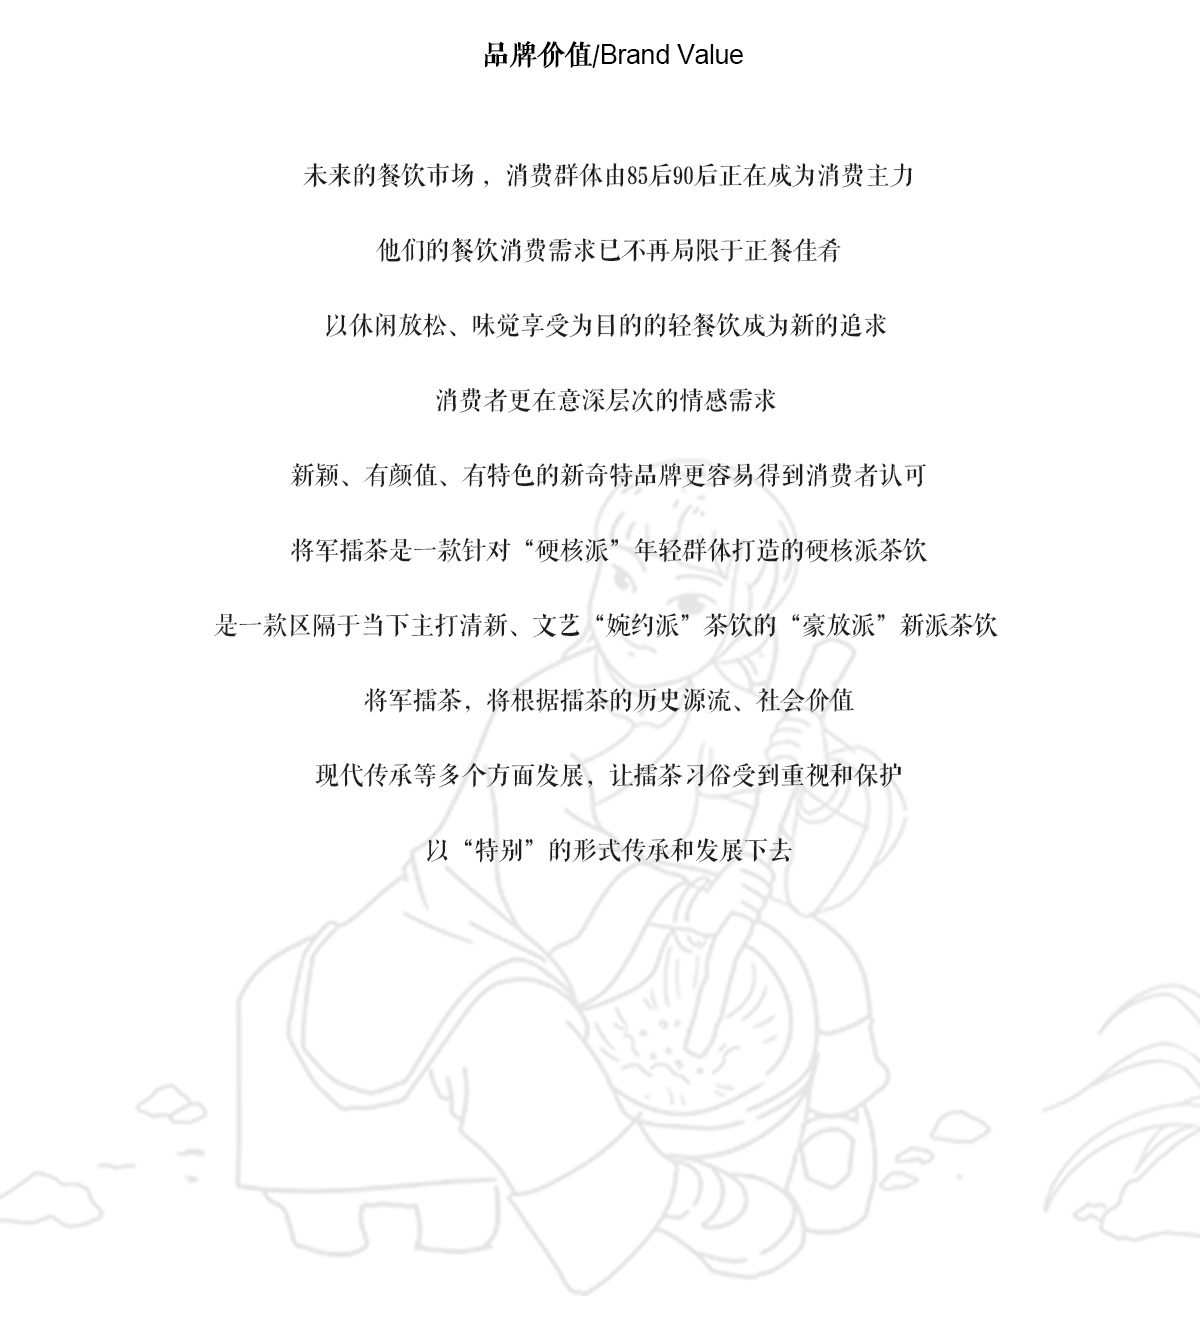 品牌价值/Brand Value
未来的餐饮市场，消费群体由85后90后正在成为消费主力
他们的餐饮消费需求已不再局限于正餐佳肴
以休闲放松、味觉享受为目的的轻餐饮成为新的追求
消费者更在意深层次的情感需求
新颖、有颜值、有特色的新奇特品牌更容易得到消费者认可
将军擂茶是一款针对“硬核派”年轻群体打造的硬核派茶饮
是一款区隔于当下主打清新、文艺“婉约派”茶饮的“豪放派”新派茶饮
将军擂茶，将根据擂茶的历史源流、社会价值
现代传承等多个方面发展，让擂茶习俗受到重视和保护
以“特别”的形式传承和发展下去